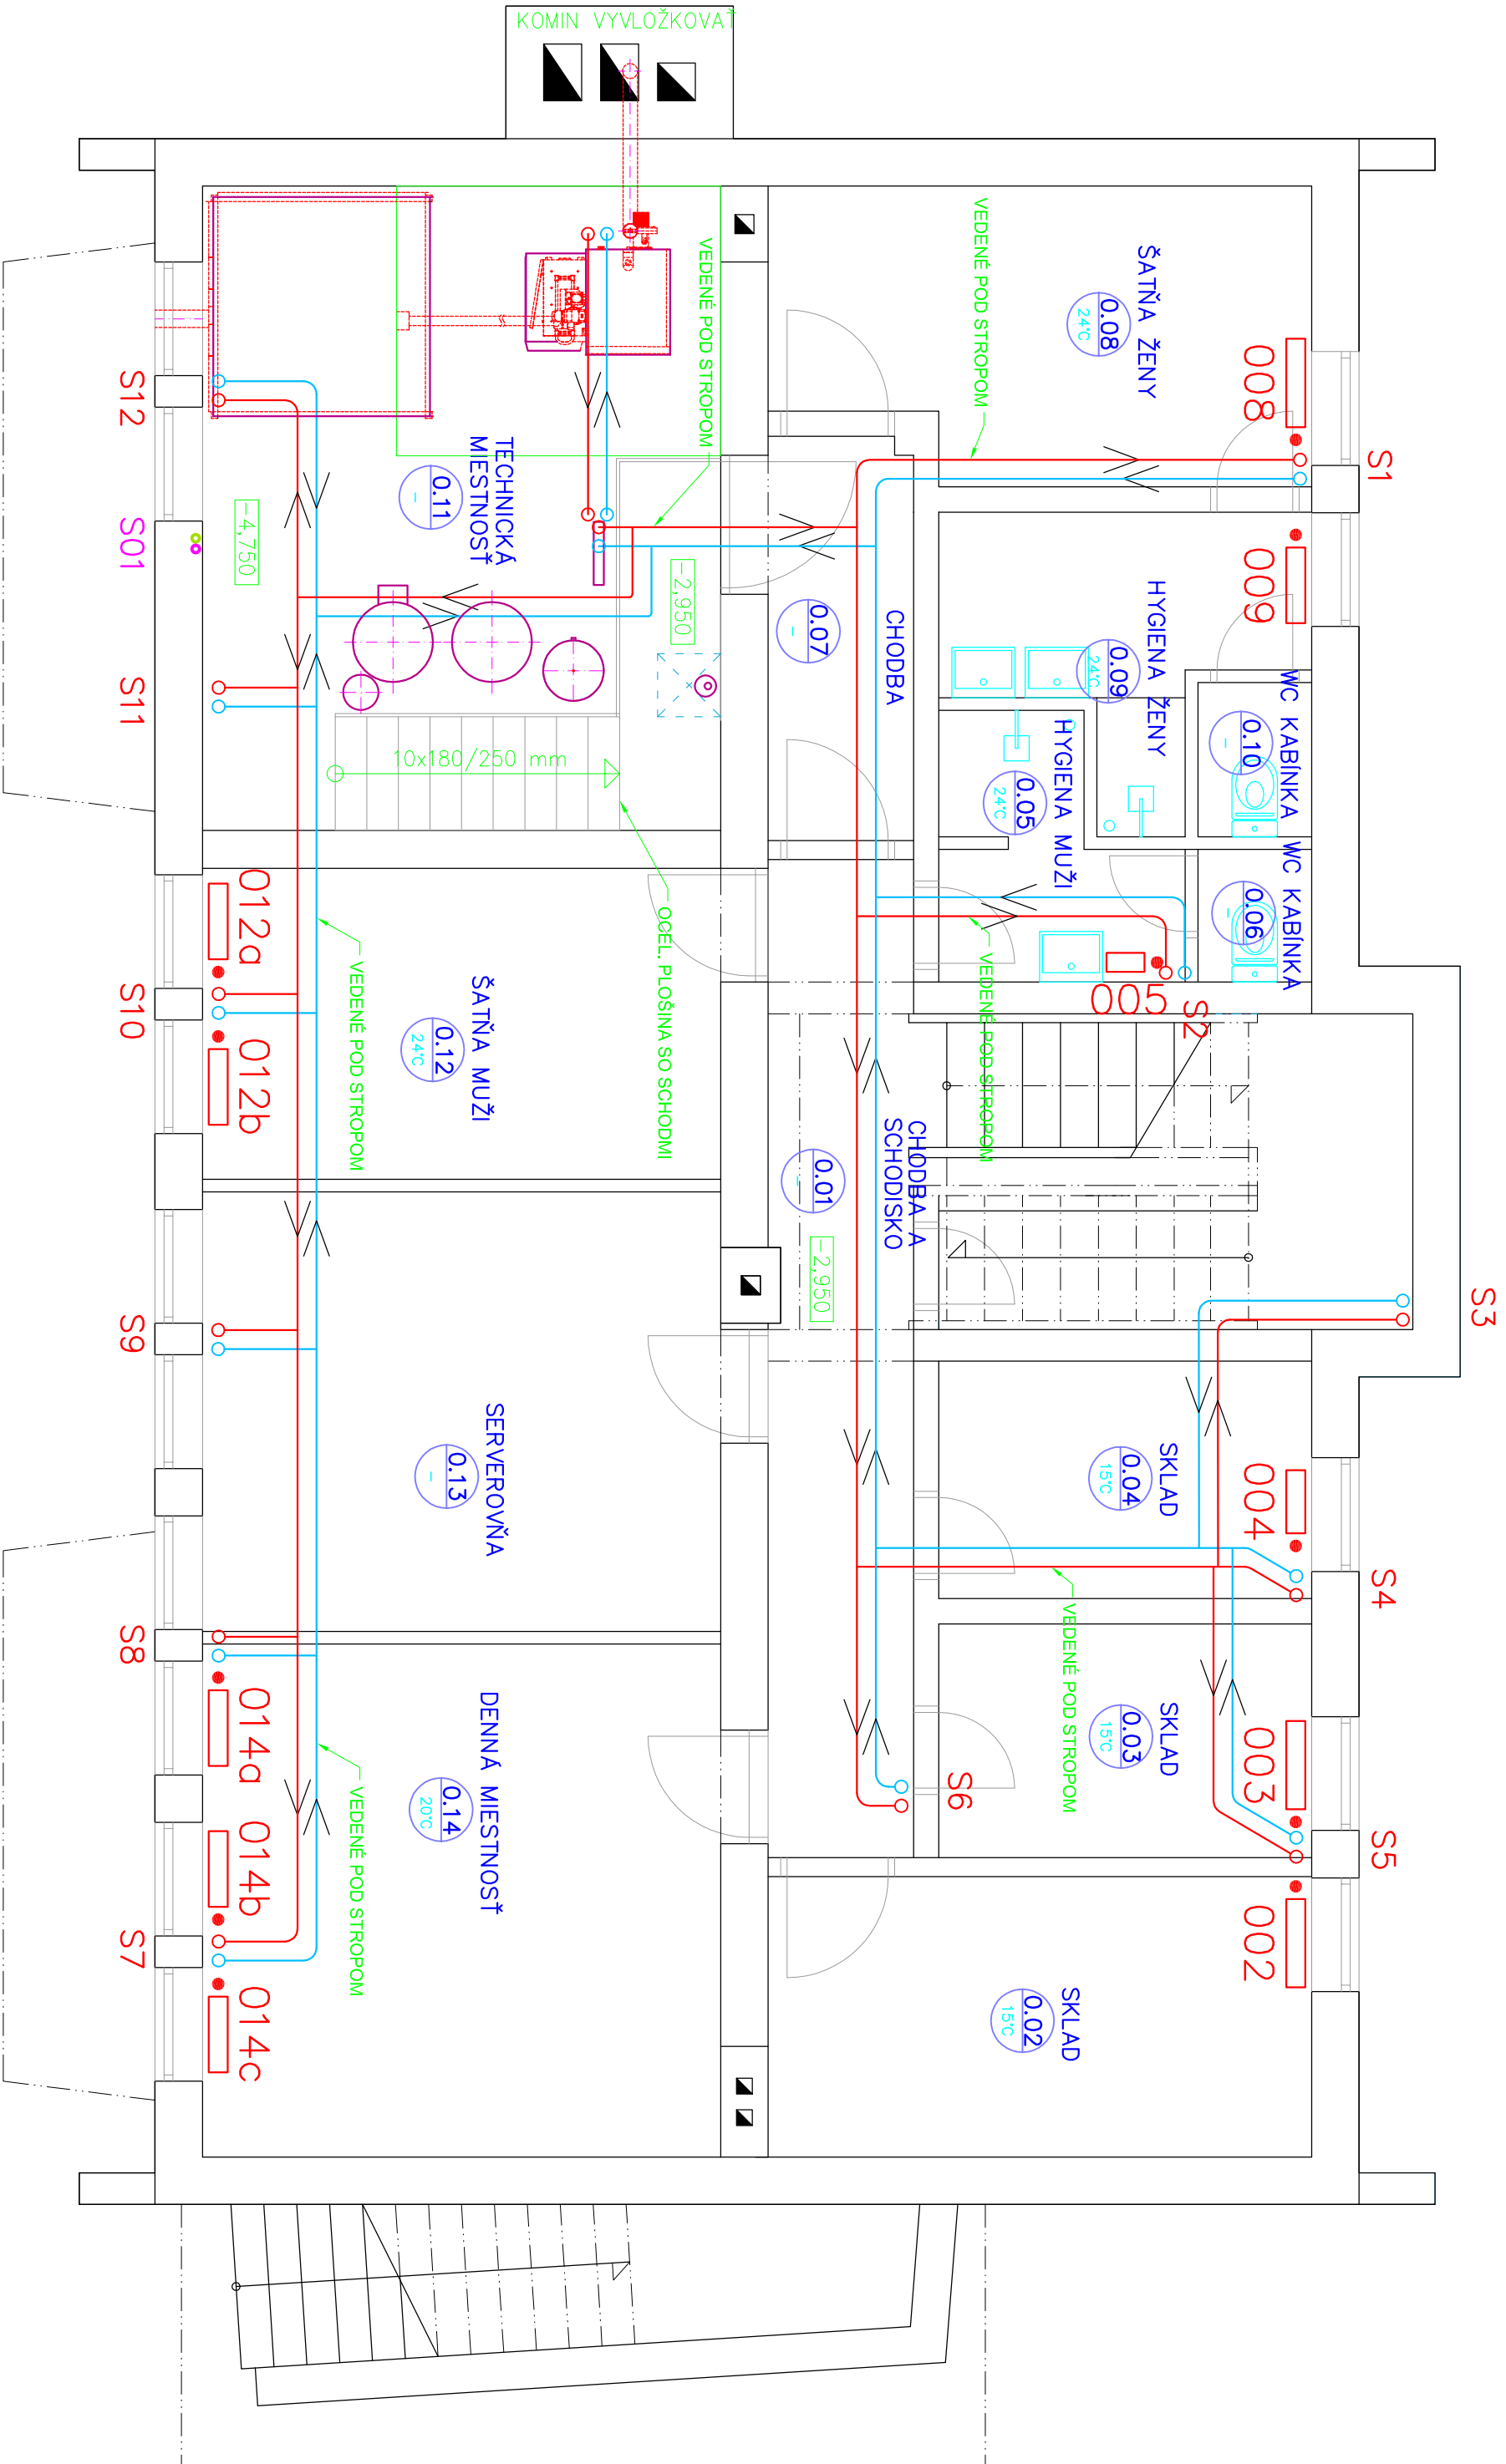 KOMIN VYVLOŽKOVAŤ
S1
S3
S4
S5
008
009
004
003
002
ŠATŇA ŽENY
0.08
24°C
VEDENÉ POD STROPOM
HYGIENA ŽENY
0.09
24°C
WC KABÍNKA
0.10
–
WC KABÍNKA
0.06
–
HYGIENA MUŽI
0.05
24°C
005
S2
VEDENÉ POD STROPOM
CHODBA
0.07
–
CHODBA A
SCHODISKO
0.01
–
-2,950
SKLAD
0.04
15°C
SKLAD
0.03
15°C
VEDENÉ POD STROPOM
S6
SKLAD
0.02
15°C
VEDENÉ POD STROPOM
-2,950
TECHNICKÁ
MIESTNOSŤ
0.11
–
-4,750
10x180/250 mm
OCEL. PLOŠINA SO SCHODMI
ŠATŇA MUŽI
0.12
24°C
VEDENÉ POD STROPOM
SERVEROVŇA
0.13
–
DENNÁ MIESTNOSŤ
0.14
20°C
VEDENÉ POD STROPOM
012a
012b
014a
014b
014c
S12
S01
S11
S10
S9
S8
S7